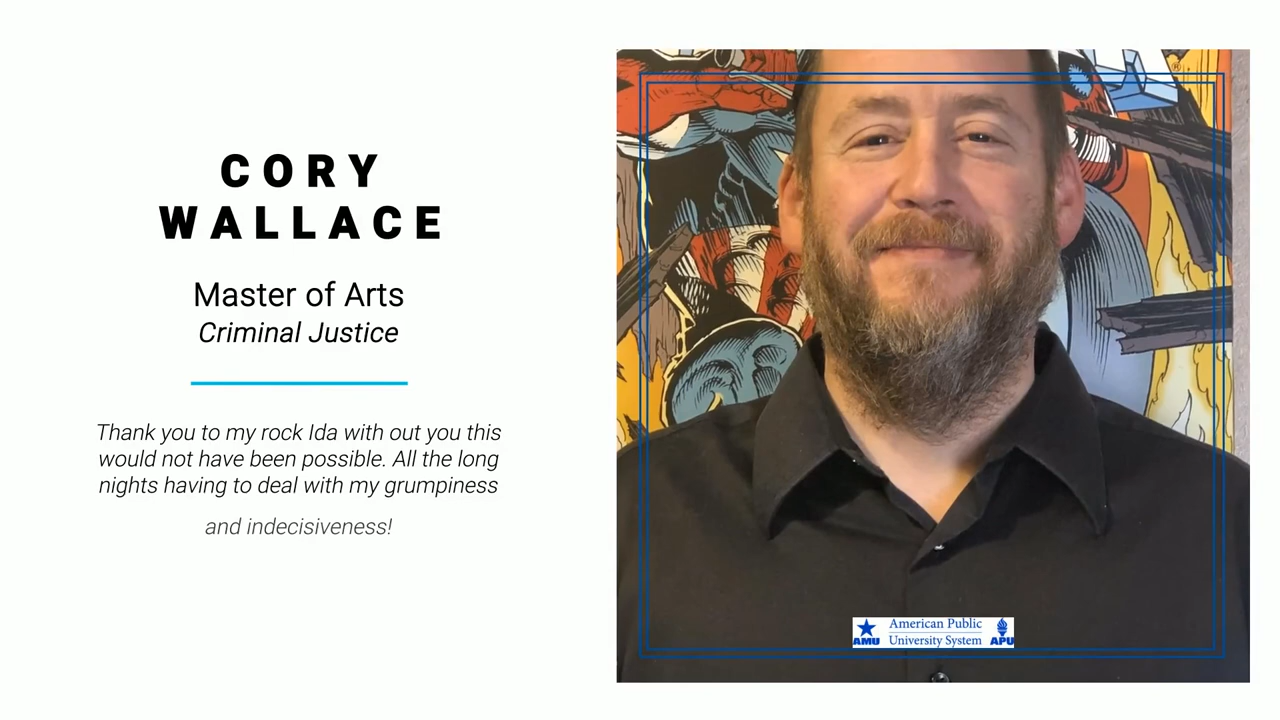 CORY
WALLACE
Master of Arts
Criminal Justice
Thank you to my rock Ida with out you this
would not have been possible. All the long
nights having to deal with my grumpiness
and indecisiveness!
American Public
University System
AMU
APU